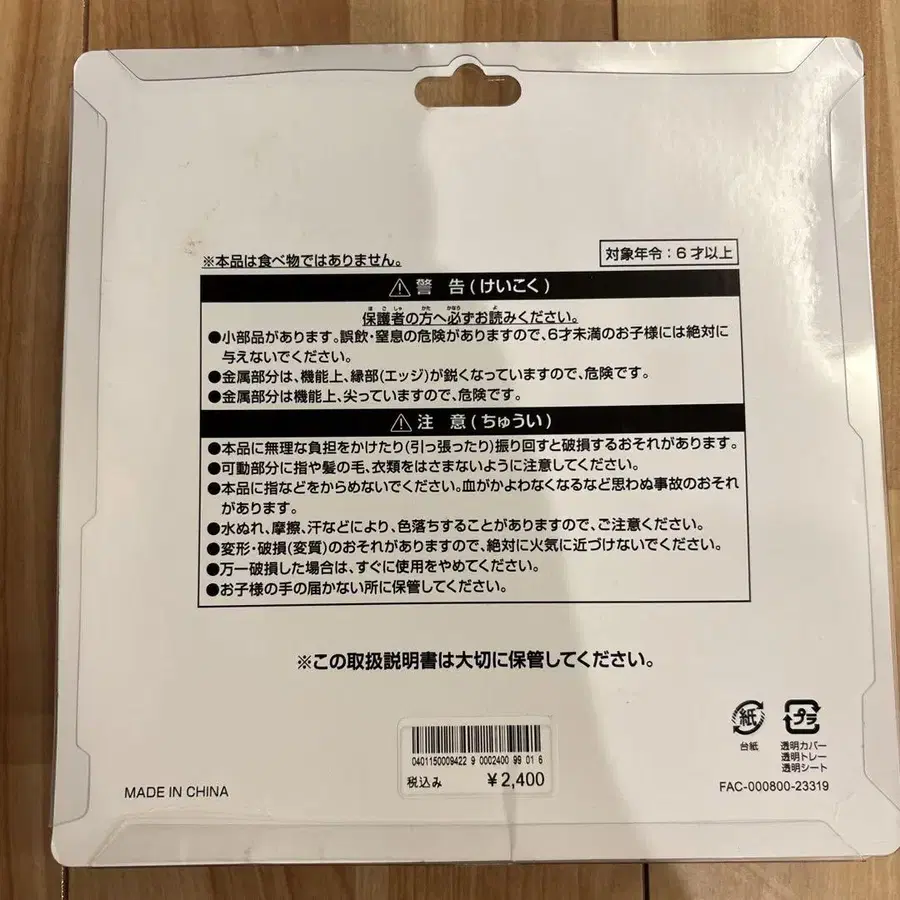 ※本品は食べ物ではありません。
対象年令：6才以上
⚠警 告(けいこく)
ほごしゃ かた かなら よ
保護者の方へ必ずお読みください。
●小部品があります。誤飲・窒息の危険がありますので、6才未満のお子様には絶対に
与えないでください。
●金属部分は、機能上、縁部(エッジ)が鋭くなっていますので、危険です。
●金属部分は機能上、尖っていますので、危険です。
⚠注 意(ちゅうい)
●本品に無理な負担をかけたり(引っ張ったり)振り回すと破損するおそれがあります。
●可動部分に指や髪の毛、衣類をはさまないように注意してください。
●本品に指などをからめないでください。血がかよわなくなるなど思わぬ事故のおそれ
があります。
●水ぬれ、摩擦、汗などにより、色落ちすることがありますので、ご注意ください。
●変形・破損(変質)のおそれがありますので、絶対に火気に近づけないでください。
●万一破損した場合は、すぐに使用をやめてください。
●お子様の手の届かない所に保管してください。
※この取扱説明書は大切に保管してください。
紙
台紙
プラ
透明カバー
透明トレー
透明シート
0401150009422 9 0002400 99 01 6
税込み ¥2,400
MADE IN CHINA
FAC-000800-23319